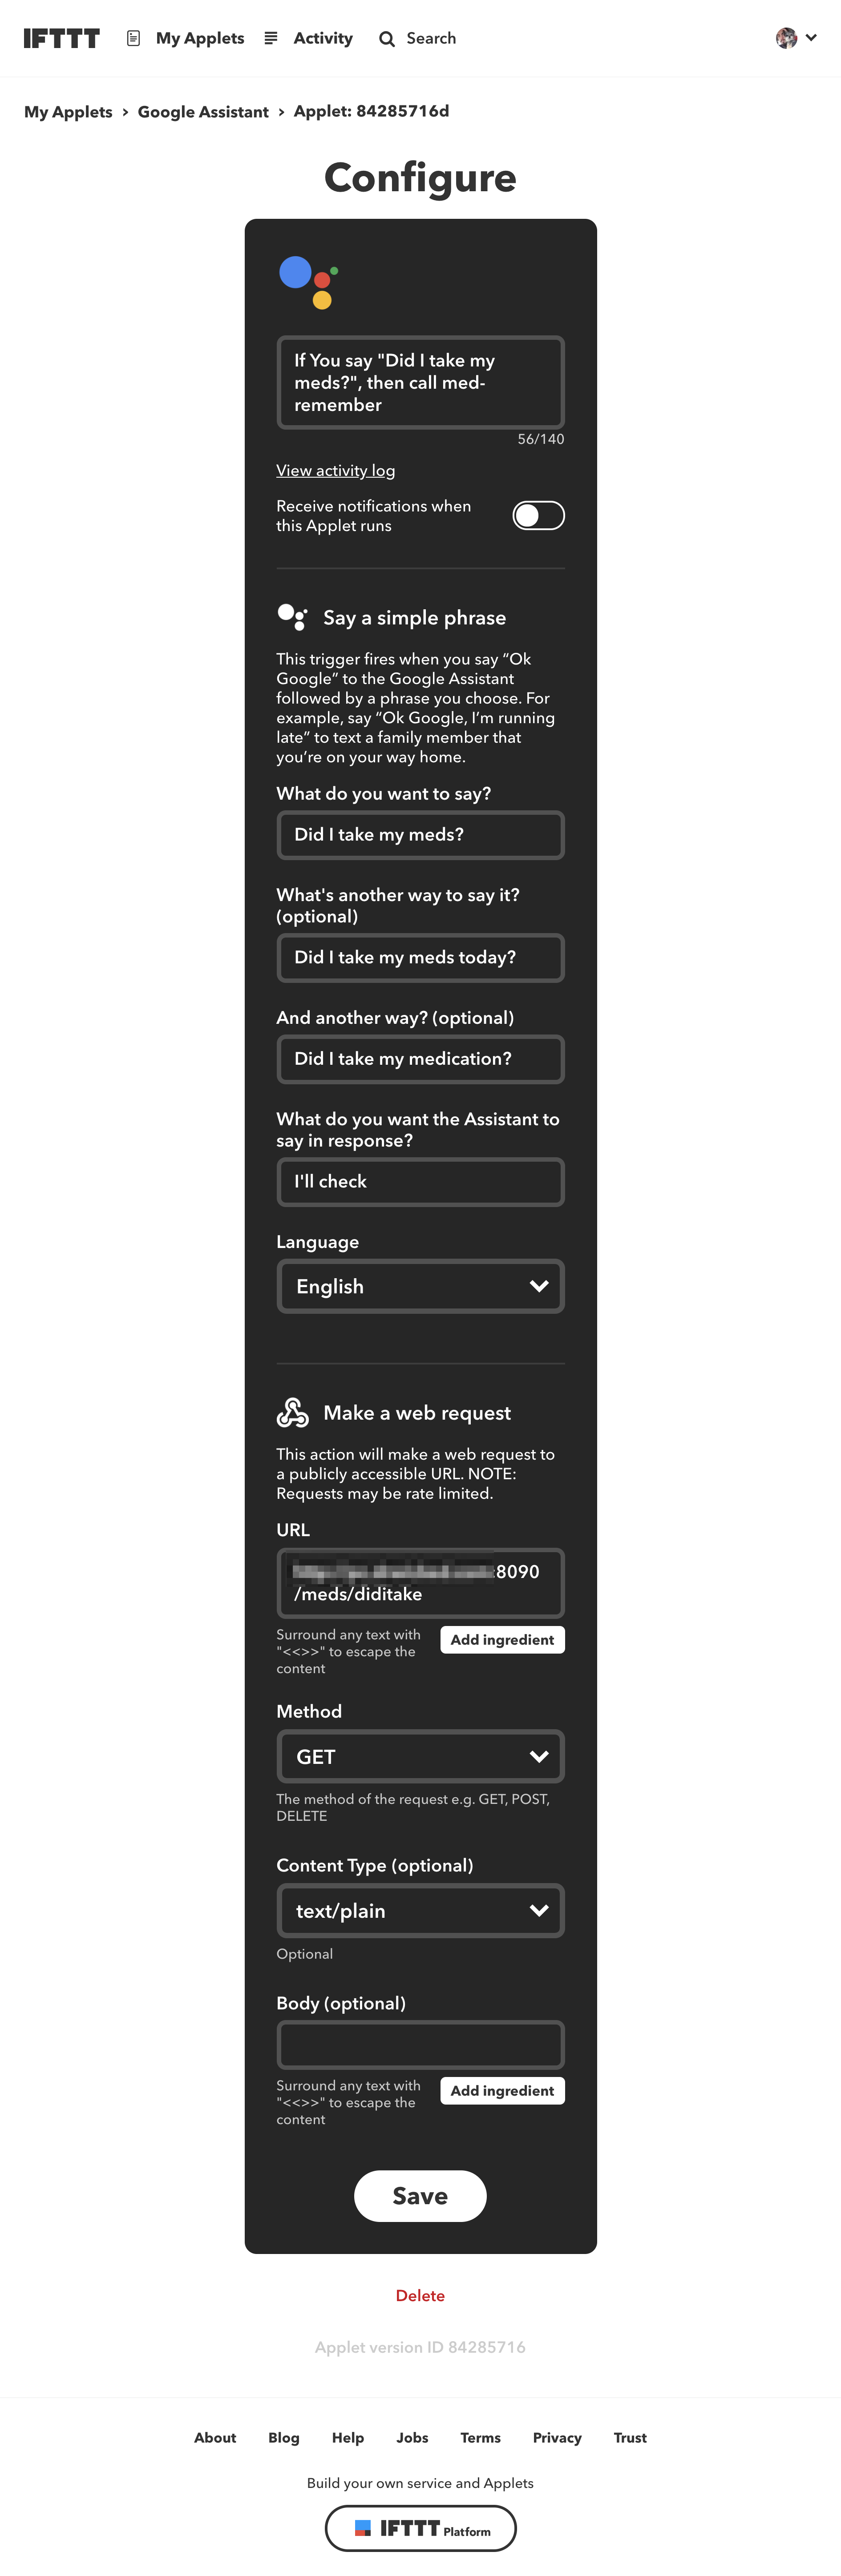 IFTTT My Applets Activity Search
My Applets › Google Assistant › Applet: 84285716d
Configure
If You say "Did I take my
meds?", then call med-
remember
56/140
View activity log
Receive notifications when
this Applet runs
Say a simple phrase
This trigger fires when you say “Ok
Google” to the Google Assistant
followed by a phrase you choose. For
example, say “Ok Google, I’m running
late” to text a family member that
you’re on your way home.
What do you want to say?
Did I take my meds?
What's another way to say it?
(optional)
Did I take my meds today?
And another way? (optional)
Did I take my medication?
What do you want the Assistant to
say in response?
I'll check
Language
English
Make a web request
This action will make a web request to
a publicly accessible URL. NOTE:
Requests may be rate limited.
URL
:8090
/meds/diditake
Surround any text with
"<<>>" to escape the
content
Add ingredient
Method
GET
The method of the request e.g. GET, POST,
DELETE
Content Type (optional)
text/plain
Optional
Body (optional)
Surround any text with
"<<>>" to escape the
content
Add ingredient
Save
Delete
Applet version ID 84285716
About Blog Help Jobs Terms Privacy Trust
Build your own service and Applets
IFTTT Platform